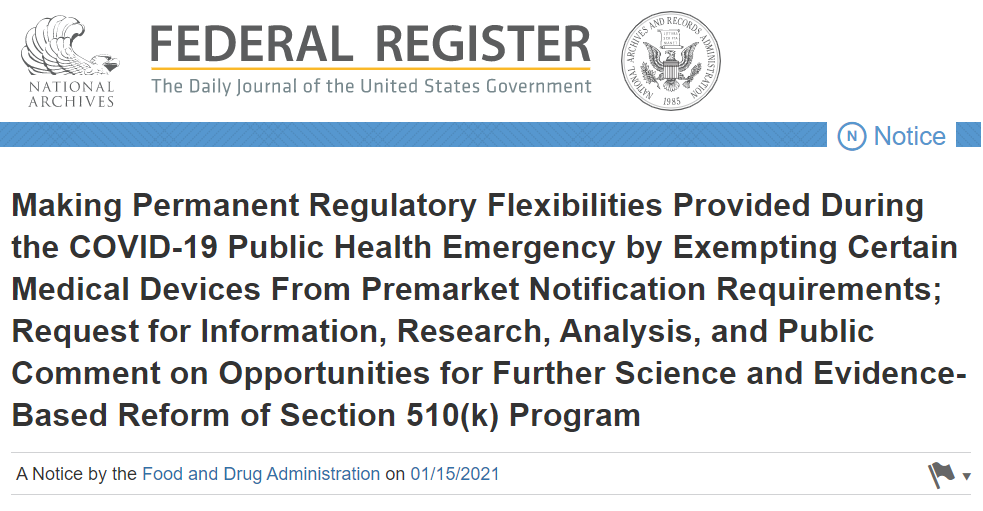 NATIONAL
ARCHIVES
FEDERAL REGISTER
The Daily Journal of the United States Government
NATIONAL ARCHIVES AND RECORDS ADMINISTRATION
1985
N Notice
Making Permanent Regulatory Flexibilities Provided During
the COVID-19 Public Health Emergency by Exempting Certain
Medical Devices From Premarket Notification Requirements;
Request for Information, Research, Analysis, and Public
Comment on Opportunities for Further Science and Evidence-
Based Reform of Section 510(k) Program
A Notice by the Food and Drug Administration on 01/15/2021